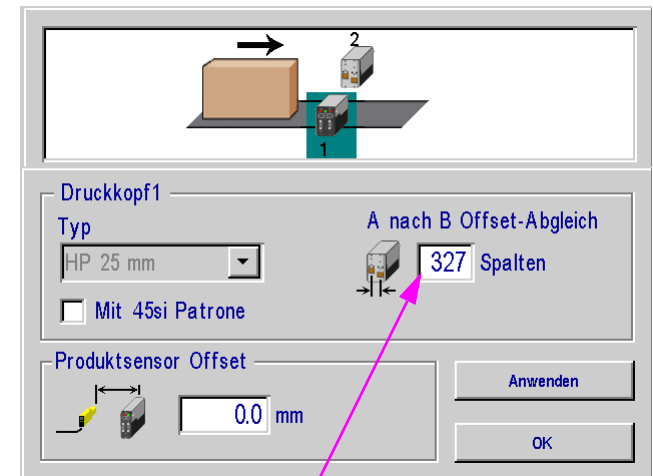 2
1
Druckkopf1
Typ
A nach B Offset-Abgleich
HP 25 mm
327 Spalten
Mit 45si Patrone
Produktsensor Offset
0.0 mm
Anwenden
OK